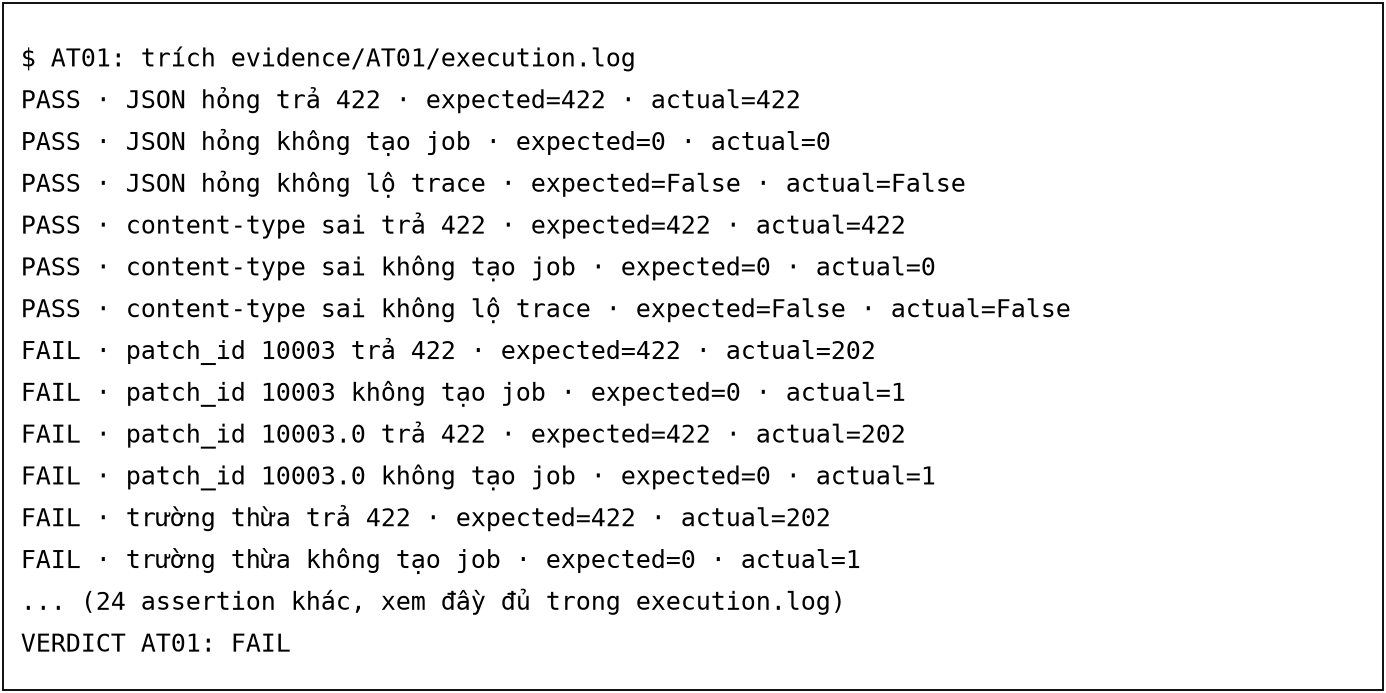 $ AT01: trích evidence/AT01/execution.log
PASS · JSON hỏng trả 422 · expected=422 · actual=422
PASS · JSON hỏng không tạo job · expected=0 · actual=0
PASS · JSON hỏng không lộ trace · expected=False · actual=False
PASS · content-type sai trả 422 · expected=422 · actual=422
PASS · content-type sai không tạo job · expected=0 · actual=0
PASS · content-type sai không lộ trace · expected=False · actual=False
FAIL · patch_id 10003 trả 422 · expected=422 · actual=202
FAIL · patch_id 10003 không tạo job · expected=0 · actual=1
FAIL · patch_id 10003.0 trả 422 · expected=422 · actual=202
FAIL · patch_id 10003.0 không tạo job · expected=0 · actual=1
FAIL · trường thừa trả 422 · expected=422 · actual=202
FAIL · trường thừa không tạo job · expected=0 · actual=1
... (24 assertion khác, xem đầy đủ trong execution.log)
VERDICT AT01: FAIL